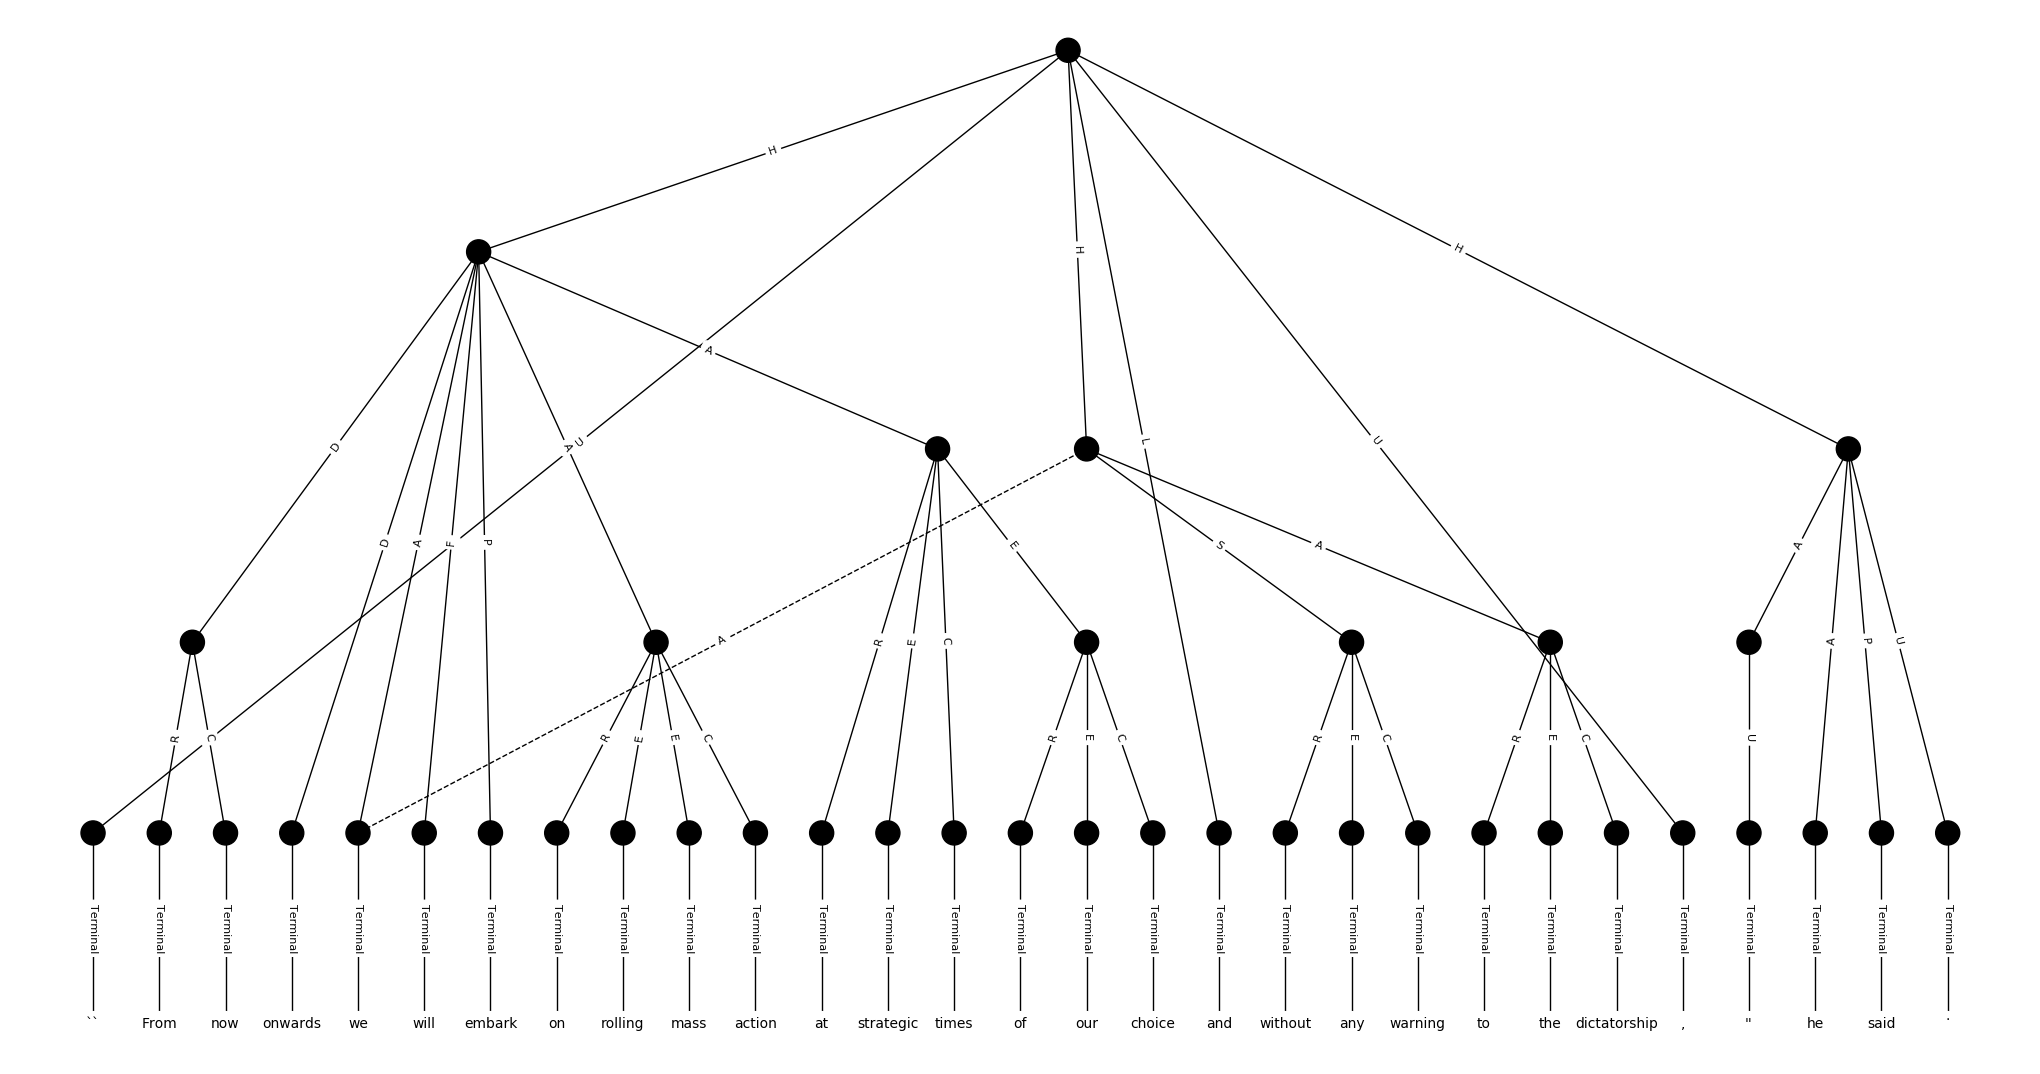 H
H
H
A
D
U
A U
L
D A F P
S
A
E
A
A
R E C
A P U
R C
R E E C
R E C
R E C
R E C
U
Terminal Terminal Terminal Terminal Terminal Terminal Terminal Terminal Terminal Terminal Terminal Terminal Terminal Terminal Terminal Terminal Terminal Terminal Terminal Terminal Terminal Terminal Terminal Terminal Terminal Terminal Terminal Terminal Terminal
`` From now onwards we will embark on rolling mass action at strategic times of our choice and without any warning to the dictatorship , " he said .